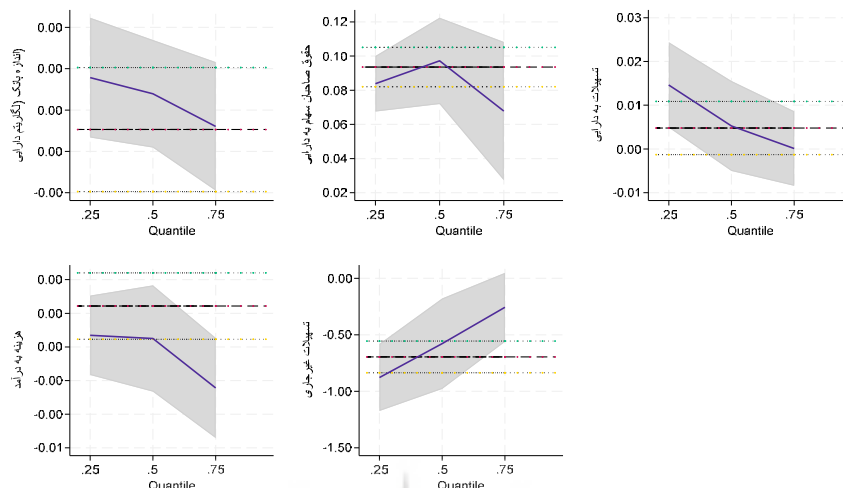 اندازه بانک (لگاریتم دارایی)
0.00
0.00
0.00
0.00
-0.00
.25 .5 .75
Quantile
حقوق صاحبان سهام به دارایی
0.12
0.10
0.08
0.06
0.04
0.02
.25 .5 .75
Quantile
تسهیلات به دارایی
0.03
0.02
0.01
0.00
-0.01
.25 .5 .75
Quantile
هزینه به درآمد
0.00
0.00
0.00
-0.00
-0.00
-0.01
.25 .5 .75
Quantile
تسهیلات غیرجاری
0.00
-0.50
-1.00
-1.50
.25 .5 .75
Quantile